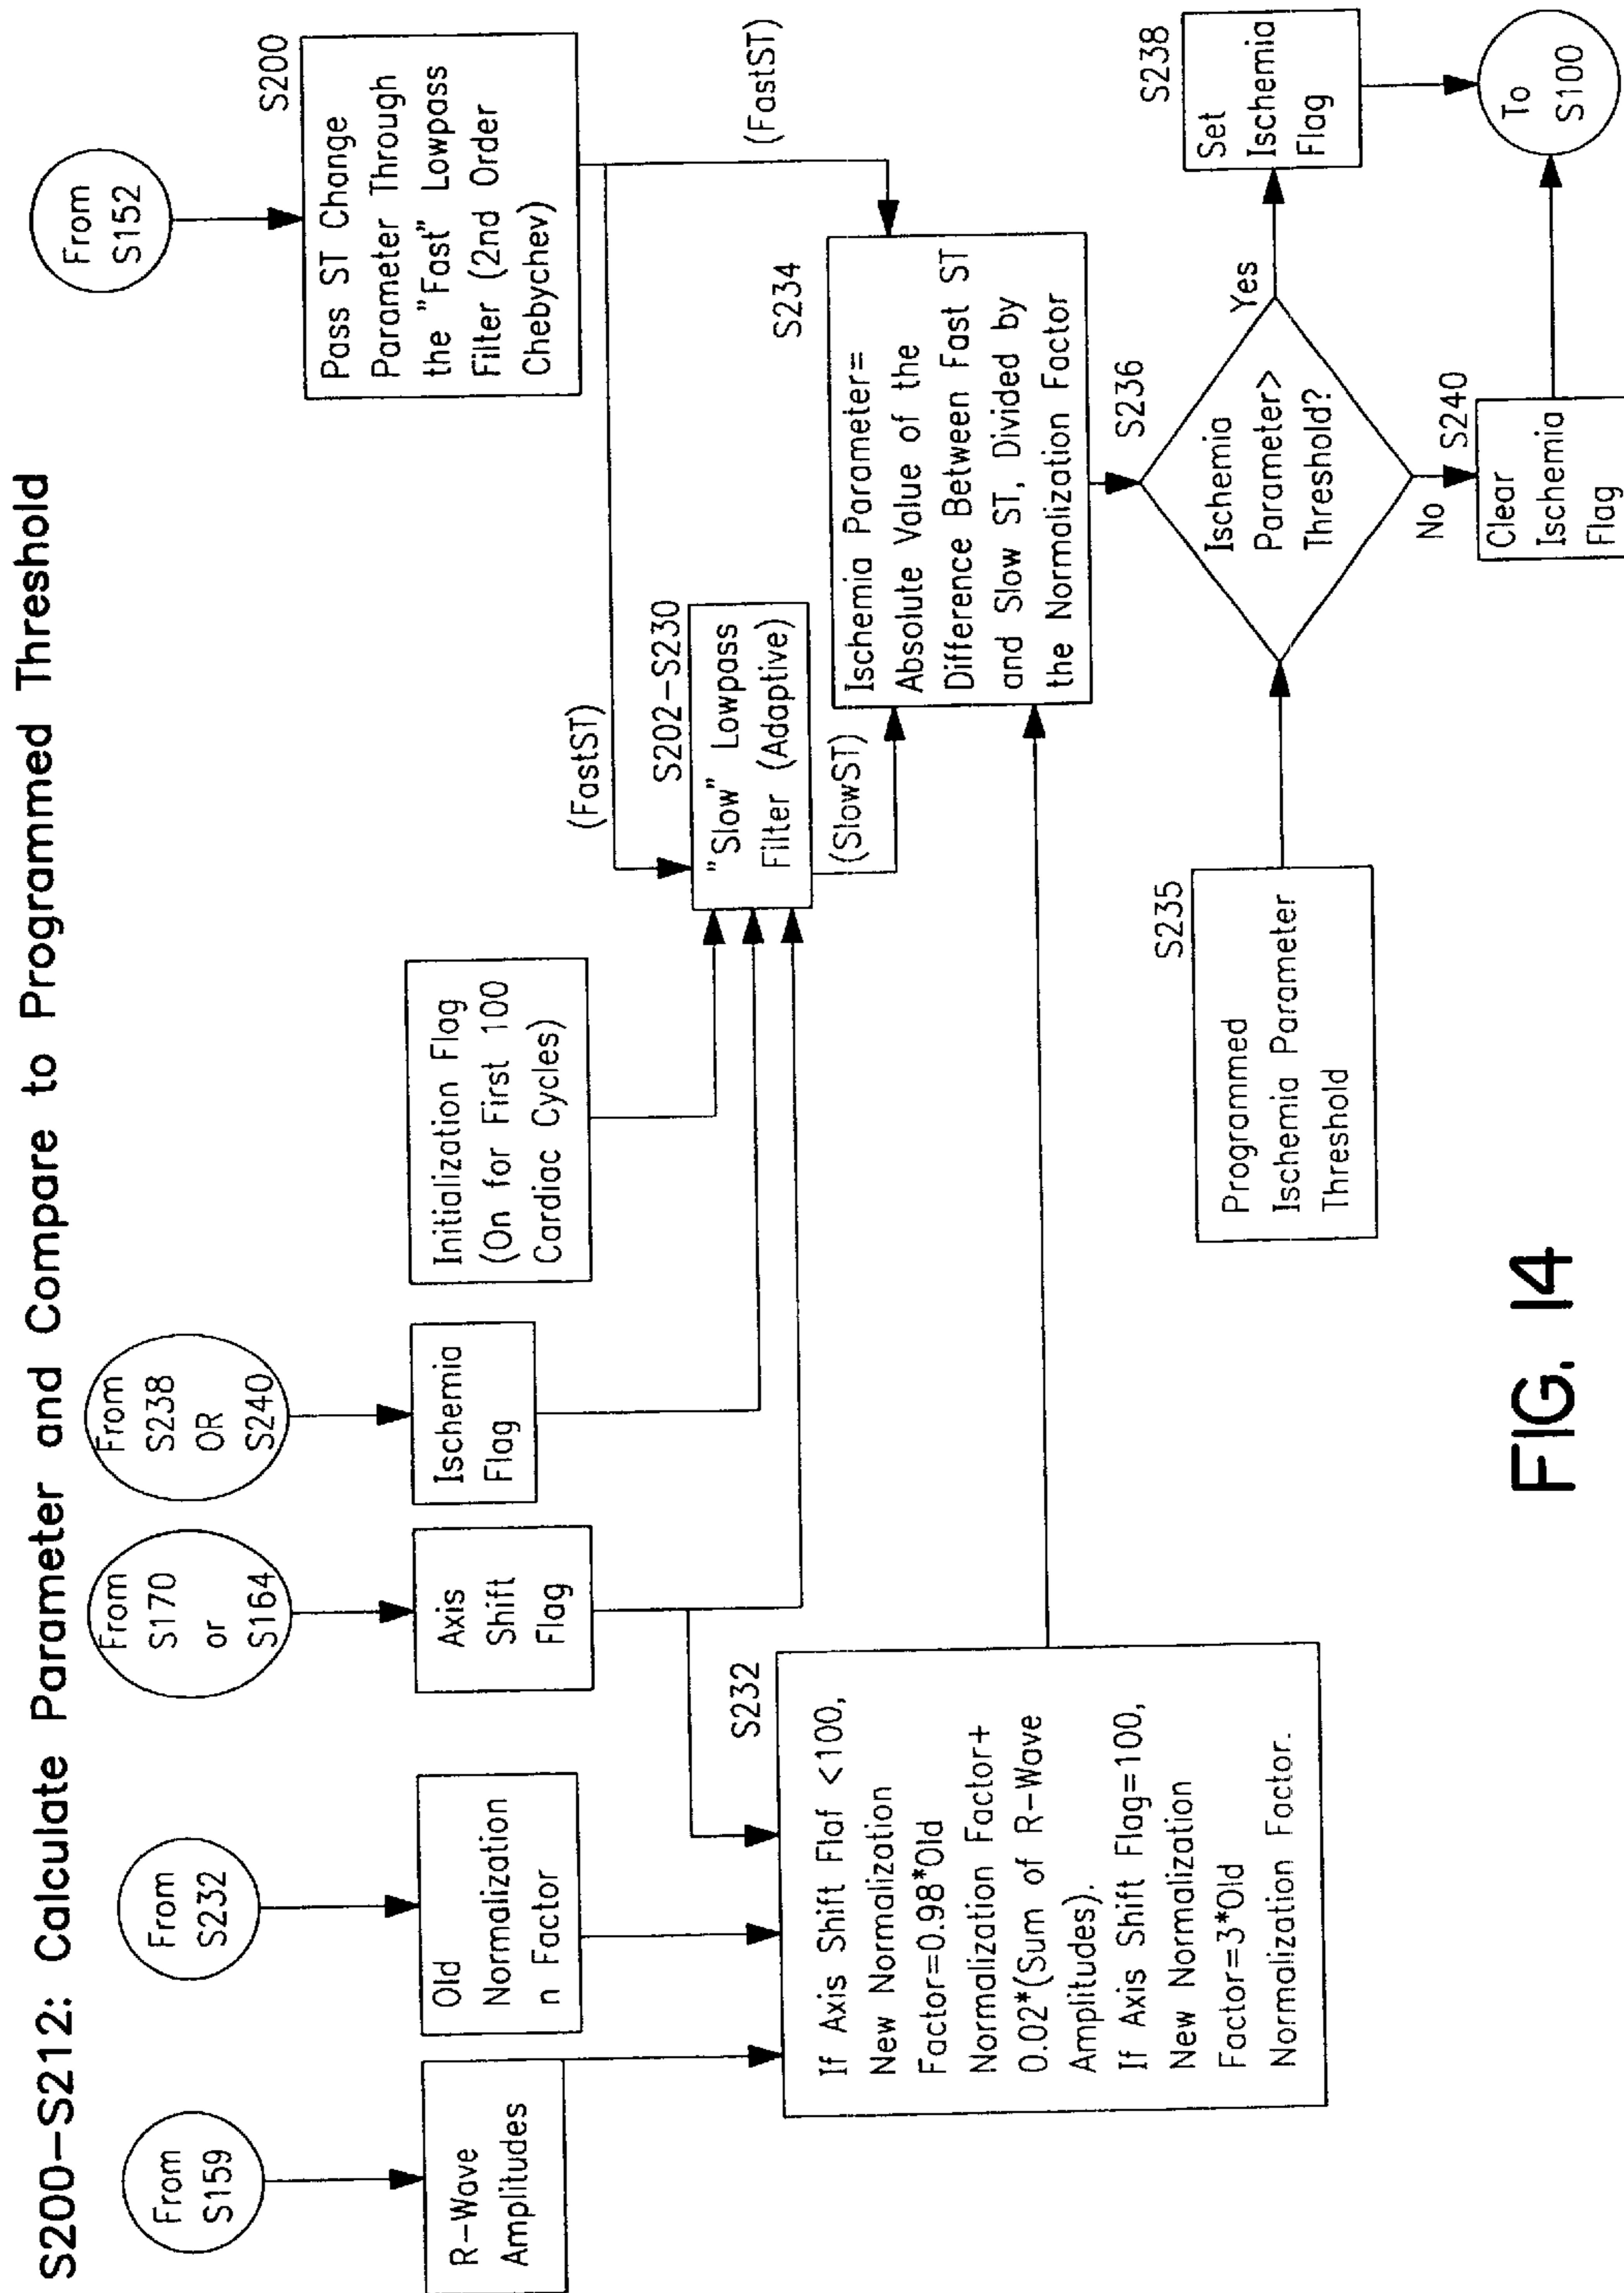 S200-S212: Calculate Parameter and Compare to Programmed Threshold
From
S159
From
S232
From
S170
or
S164
From
S238
OR
S240
From
S152
R-Wave
Amplitudes
Old
Normalization
n Factor
Axis
Shift
Flag
Ischemia
Flag
Initialization Flag
(On for First 100
Cardiac Cycles)
S200
Pass ST Change
Parameter Through
the "Fast" Lowpass
Filter (2nd Order
Chebychev)
(FastST)
(FastST)
S202-S230
"Slow" Lowpass
Filter (Adaptive)
(SlowST)
S232
If Axis Shift Flaf <100,
New Normalization
Factor=0.98*Old
Normalization Factor+
0.02*(Sum of R-Wave
Amplitudes).
If Axis Shift Flag=100,
New Normalization
Factor=3*Old
Normalization Factor.
S234
Ischemia Parameter=
Absolute Value of the
Difference Between Fast ST
and Slow ST, Divided by
the Normalization Factor
S235
Programmed
Ischemia Parameter
Threshold
S236
Ischemia
Parameter>
Threshold?
Yes
No
S238
Set
Ischemia
Flag
S240
Clear
Ischemia
Flag
To
S100
FIG. 14